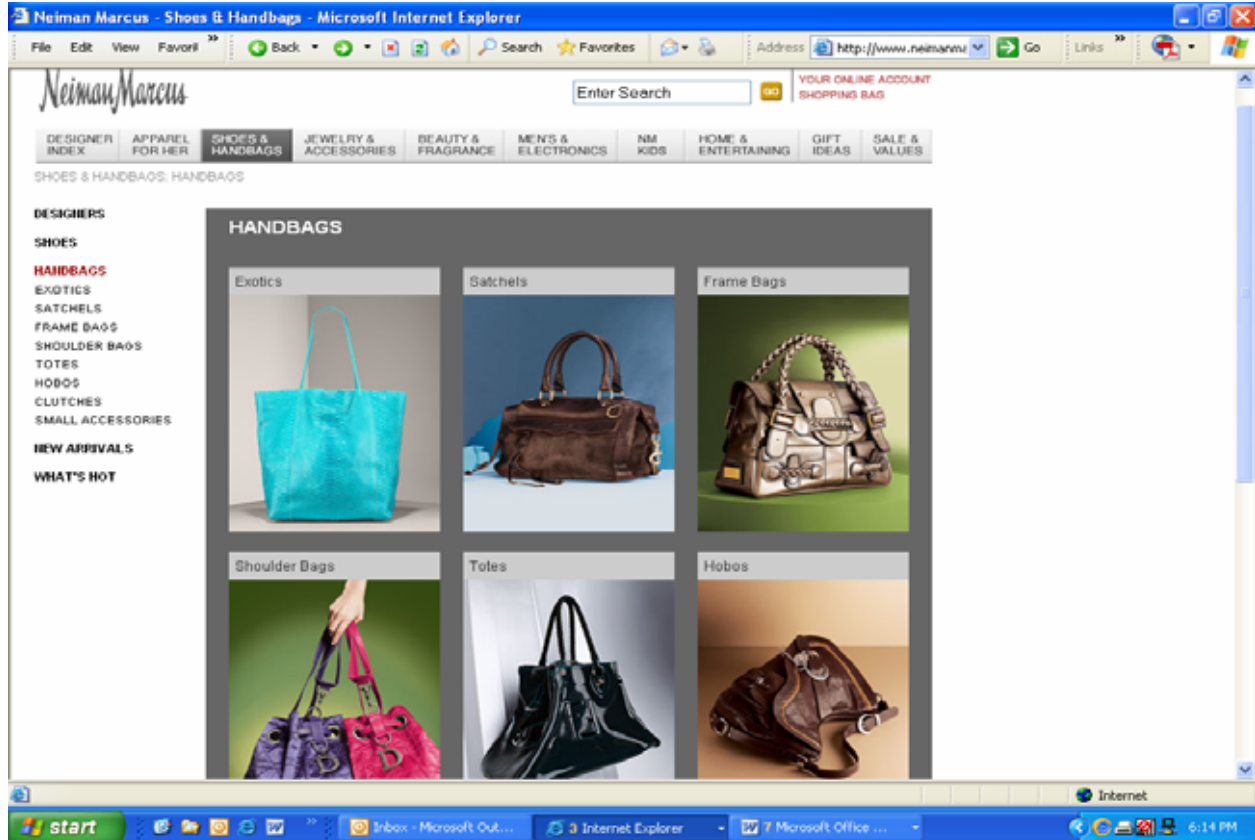 Neiman Marcus - Shoes & Handbags - Microsoft Internet Explorer
File Edit View Favorit » Back Search Favorites Address http://www.neimanma Go Links »
Neiman Marcus
Enter Search GO
YOUR ONLINE ACCOUNT
SHOPPING BAG
DESIGNER INDEX
APPAREL FOR HER
SHOES & HANDBAGS
JEWELRY & ACCESSORIES
BEAUTY & FRAGRANCE
MEN'S & ELECTRONICS
NM KIDS
HOME & ENTERTAINING
GIFT IDEAS
SALE & VALUES
SHOES & HANDBAGS: HANDBAGS
DESIGNERS
SHOES
HANDBAGS
EXOTICS
SATCHELS
FRAME BAGS
SHOULDER BAGS
TOTES
HOBOS
CLUTCHES
SMALL ACCESSORIES
NEW ARRIVALS
WHAT'S HOT
HANDBAGS
Exotics
Satchels
Frame Bags
Shoulder Bags
Totes
Hobos
D D
Internet
start » Inbox - Microsoft Out... 3 Internet Explorer 7 Microsoft Office ... 6:14 PM